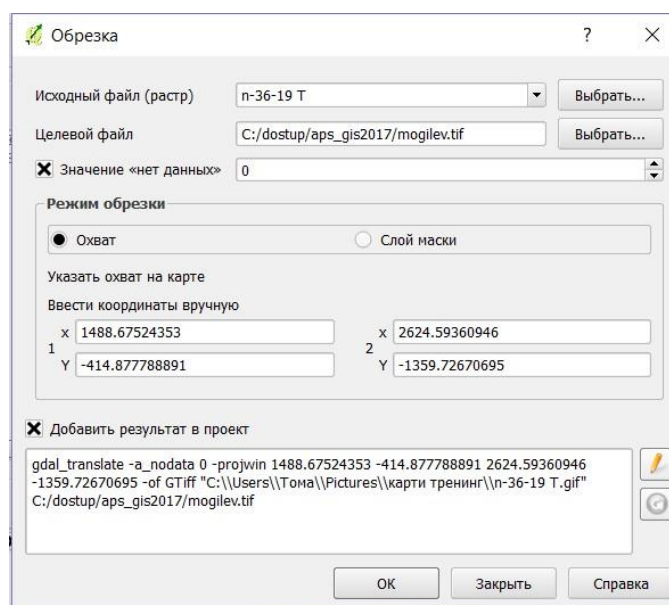 Обрезка
Исходный файл (растр) n-36-19 T Выбрать...
Целевой файл C:/dostup/aps_gis2017/mogilev.tif Выбрать...
Значение «нет данных» 0
Режим обрезки
Охват Слой маски
Указать охват на карте
Ввести координаты вручную
1 x 1488.67524353 2 x 2624.59360946
Y -414.877788891 Y -1359.72670695
Добавить результат в проект
gdal_translate -a_nodata 0 -projwin 1488.67524353 -414.877788891 2624.59360946
-1359.72670695 -of GTiff "C:\\Users\\Тома\\Pictures\\карти тренинг\\n-36-19 T.gif"
C:/dostup/aps_gis2017/mogilev.tif
OK Закрыть Справка